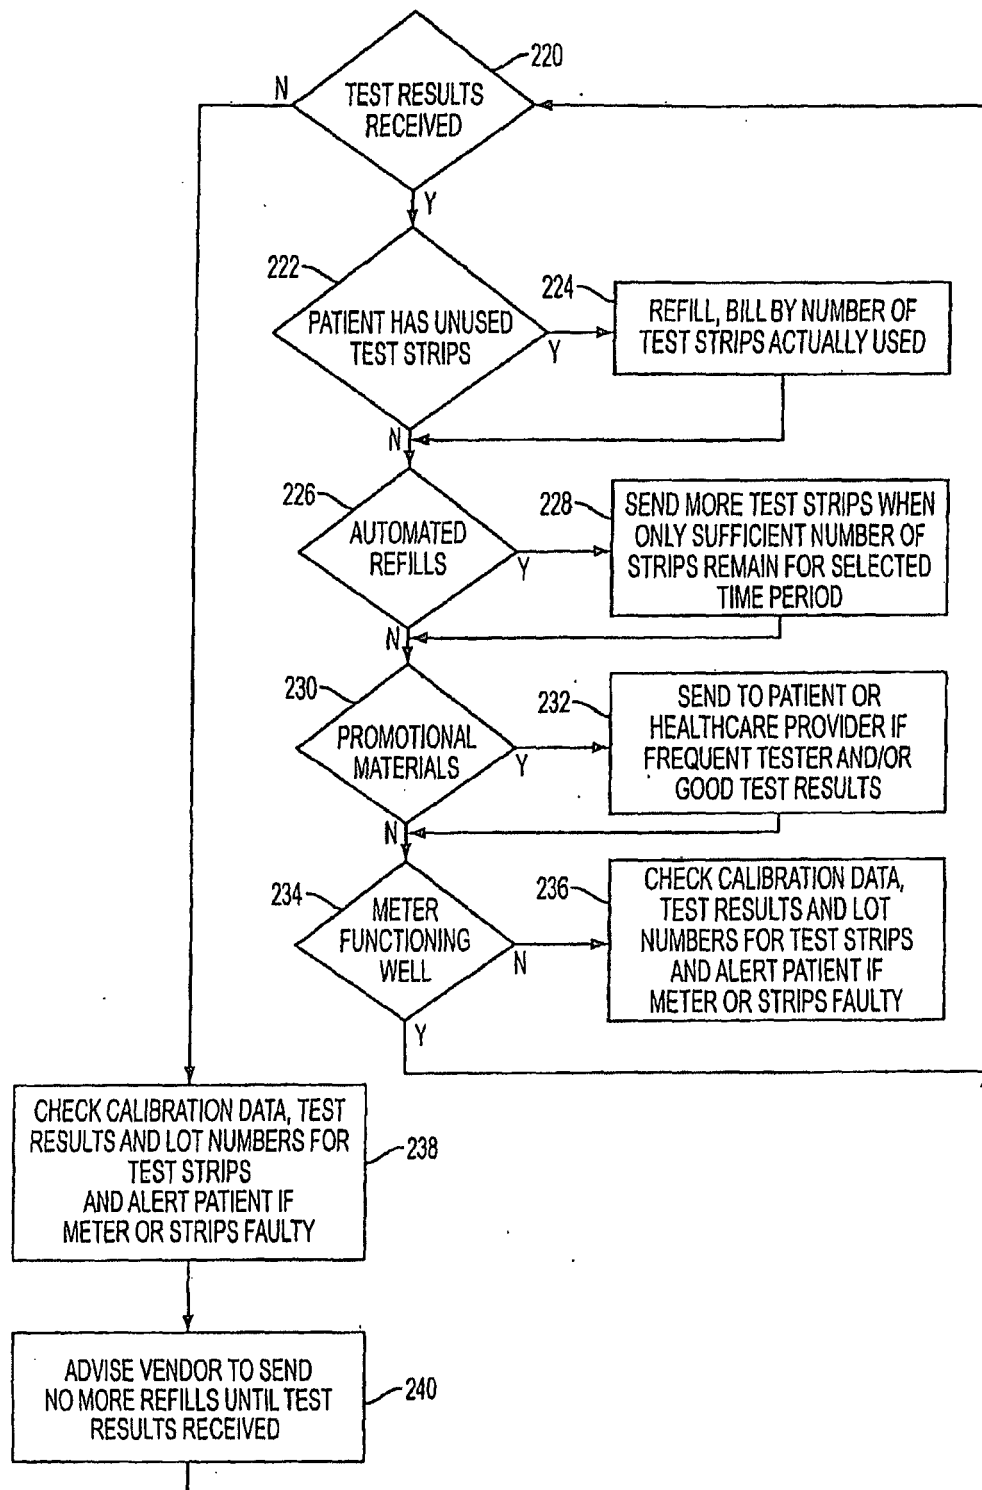 220
N
TEST RESULTS
RECEIVED
Y
222
PATIENT HAS UNUSED
TEST STRIPS
Y
224
REFILL, BILL BY NUMBER OF
TEST STRIPS ACTUALLY USED
N
226
AUTOMATED
REFILLS
Y
228
SEND MORE TEST STRIPS WHEN
ONLY SUFFICIENT NUMBER OF
STRIPS REMAIN FOR SELECTED
TIME PERIOD
N
230
PROMOTIONAL
MATERIALS
Y
232
SEND TO PATIENT OR
HEALTHCARE PROVIDER IF
FREQUENT TESTER AND/OR
GOOD TEST RESULTS
N
234
METER
FUNCTIONING
WELL
N
236
CHECK CALIBRATION DATA,
TEST RESULTS AND LOT
NUMBERS FOR TEST STRIPS
AND ALERT PATIENT IF
METER OR STRIPS FAULTY
Y
CHECK CALIBRATION DATA, TEST
RESULTS AND LOT NUMBERS FOR
TEST STRIPS
AND ALERT PATIENT IF
METER OR STRIPS FAULTY
238
ADVISE VENDOR TO SEND
NO MORE REFILLS UNTIL TEST
RESULTS RECEIVED
240